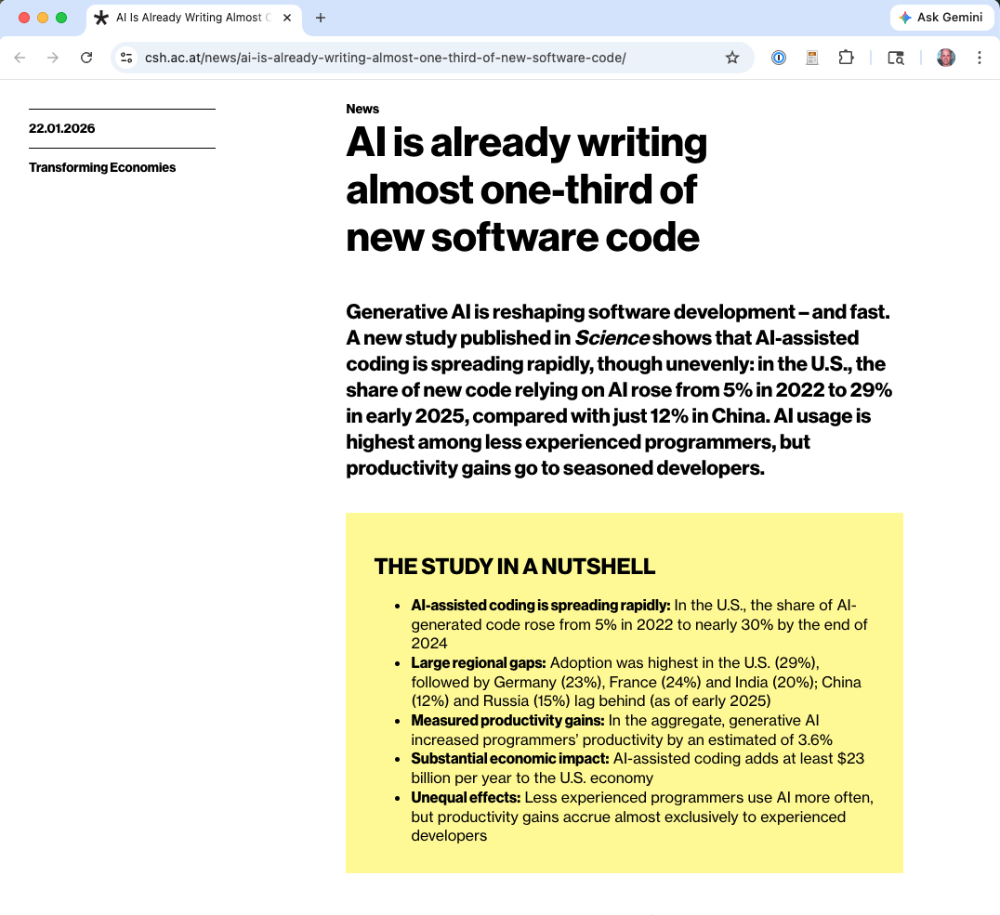 AI Is Already Writing Almost
Ask Gemini
csh.ac.at/news/ai-is-already-writing-almost-one-third-of-new-software-code/
22.01.2026
Transforming Economies
News
AI is already writing
almost one-third of
new software code
Generative AI is reshaping software development – and fast.
A new study published in Science shows that AI-assisted
coding is spreading rapidly, though unevenly: in the U.S., the
share of new code relying on AI rose from 5% in 2022 to 29%
in early 2025, compared with just 12% in China. AI usage is
highest among less experienced programmers, but
productivity gains go to seasoned developers.
THE STUDY IN A NUTSHELL
• AI-assisted coding is spreading rapidly: In the U.S., the share of AI-
generated code rose from 5% in 2022 to nearly 30% by the end of
2024
• Large regional gaps: Adoption was highest in the U.S. (29%),
followed by Germany (23%), France (24%) and India (20%); China
(12%) and Russia (15%) lag behind (as of early 2025)
• Measured productivity gains: In the aggregate, generative AI
increased programmers’ productivity by an estimated of 3.6%
• Substantial economic impact: AI-assisted coding adds at least $23
billion per year to the U.S. economy
• Unequal effects: Less experienced programmers use AI more often,
but productivity gains accrue almost exclusively to experienced
developers